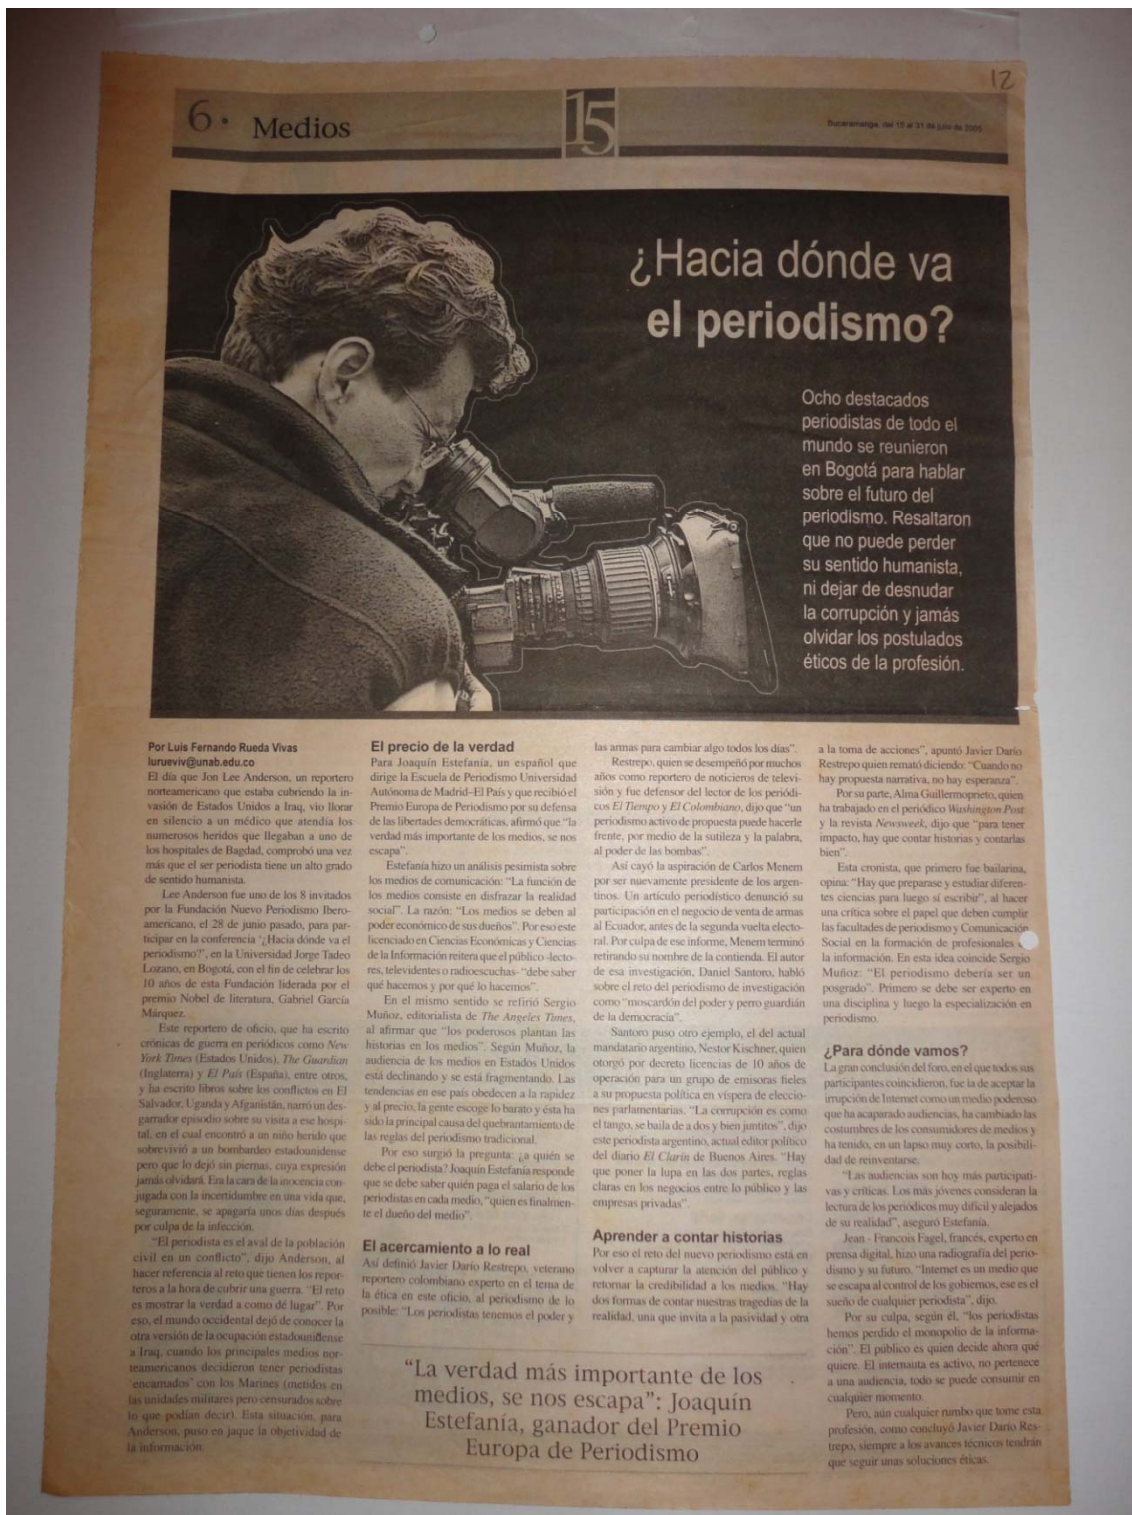 12
6 · Medios
15
Bucaramanga, del 15 al 31 de julio de 2005
¿Hacia dónde va
el periodismo?
Ocho destacados
periodistas de todo el
mundo se reunieron
en Bogotá para hablar
sobre el futuro del
periodismo. Resaltaron
que no puede perder
su sentido humanista,
ni dejar de desnudar
la corrupción y jamás
olvidar los postulados
éticos de la profesión.
Por Luis Fernando Rueda Vivas
lurueviv@unab.edu.co
El día que Jon Lee Anderson, un reportero
norteamericano que estaba cubriendo la in-
vasión de Estados Unidos a Iraq, vio llorar
en silencio a un médico que atendía los
numerosos heridos que llegaban a uno de
los hospitales de Bagdad, comprobó una vez
más que el ser periodista tiene un alto grado
de sentido humanista.
Lee Anderson fue uno de los 8 invitados
por la Fundación Nuevo Periodismo Ibero-
americano, el 28 de junio pasado, para par-
ticipar en la conferencia '¿Hacia dónde va el
periodismo?', en la Universidad Jorge Tadeo
Lozano, en Bogotá, con el fin de celebrar los
10 años de esta Fundación liderada por el
premio Nobel de literatura, Gabriel García
Márquez.
Este reportero de oficio, que ha escrito
crónicas de guerra en periódicos como New
York Times (Estados Unidos), The Guardian
(Inglaterra) y El País (España), entre otros,
y ha escrito libros sobre los conflictos en El
Salvador, Uganda y Afganistán, narró un des-
garrador episodio sobre su visita a ese hospi-
tal, en el cual encontró a un niño herido que
sobrevivió a un bombardeo estadounidense
pero que lo dejó sin piernas, cuya expresión
jamás olvidará. Era la cara de la inocencia con-
jugada con la incertidumbre en una vida que,
seguramente, se apagaría unos días después
por culpa de la infección.
"El periodista es el aval de la población
civil en un conflicto", dijo Anderson, al
hacer referencia al reto que tienen los repor-
teros a la hora de cubrir una guerra. "El reto
es mostrar la verdad a como dé lugar". Por
eso, el mundo occidental dejó de conocer la
otra versión de la ocupación estadounidense
a Iraq, cuando los principales medios nor-
teamericanos decidieron tener periodistas
'encamados' con los Marines (metidos en
las unidades militares pero censurados sobre
lo que podían decir). Esta situación, para
Anderson, puso en jaque la objetividad de
la información.
El precio de la verdad
Para Joaquín Estefanía, un español que
dirige la Escuela de Periodismo Universidad
Autónoma de Madrid–El País y que recibió el
Premio Europa de Periodismo por su defensa
de las libertades democráticas, afirmó que "la
verdad más importante de los medios, se nos
escapa".
Estefanía hizo un análisis pesimista sobre
los medios de comunicación: "La función de
los medios consiste en disfrazar la realidad
social". La razón: "Los medios se deben al
poder económico de sus dueños". Por eso este
licenciado en Ciencias Económicas y Ciencias
de la Información reitera que el público -lecto-
res, televidentes o radioescuchas- "debe saber
qué hacemos y por qué lo hacemos".
En el mismo sentido se refirió Sergio
Muñoz, editorialista de The Angeles Times,
al afirmar que "los poderosos plantan las
historias en los medios". Según Muñoz, la
audiencia de los medios en Estados Unidos
está declinando y se está fragmentando. Las
tendencias en ese país obedecen a la rapidez
y al precio, la gente escoge lo barato y ésta ha
sido la principal causa del quebrantamiento de
las reglas del periodismo tradicional.
Por eso surgió la pregunta: ¿a quién se
debe el periodista? Joaquín Estefanía responde
que se debe saber quién paga el salario de los
periodistas en cada medio, "quien es finalmen-
te el dueño del medio".
El acercamiento a lo real
Así definió Javier Darío Restrepo, veterano
reportero colombiano experto en el tema de
la ética en este oficio, al periodismo de lo
posible: "Los periodistas tenemos el poder y
las armas para cambiar algo todos los días".
Restrepo, quien se desempeñó por muchos
años como reportero de noticieros de televi-
sión y fue defensor del lector de los periódi-
cos El Tiempo y El Colombiano, dijo que "un
periodismo activo de propuesta puede hacerle
frente, por medio de la sutileza y la palabra,
al poder de las bombas".
Así cayó la aspiración de Carlos Menem
por ser nuevamente presidente de los argen-
tinos. Un artículo periodístico denunció su
participación en el negocio de venta de armas
al Ecuador, antes de la segunda vuelta electo-
ral. Por culpa de ese informe, Menem terminó
retirando su nombre de la contienda. El autor
de esa investigación, Daniel Santoro, habló
sobre el reto del periodismo de investigación
como "moscardón del poder y perro guardián
de la democracia".
Santoro puso otro ejemplo, el del actual
mandatario argentino, Nestor Kischner, quien
otorgó por decreto licencias de 10 años de
operación para un grupo de emisoras fieles
a su propuesta política en víspera de eleccio-
nes parlamentarias. "La corrupción es como
el tango, se baila de a dos y bien juntitos", dijo
este periodista argentino, actual editor político
del diario El Clarín de Buenos Aires. "Hay
que poner la lupa en las dos partes, reglas
claras en los negocios entre lo público y las
empresas privadas".
Aprender a contar historias
Por eso el reto del nuevo periodismo está en
volver a capturar la atención del público y
retomar la credibilidad a los medios. "Hay
dos formas de contar nuestras tragedias de la
realidad, una que invita a la pasividad y otra
"La verdad más importante de los
medios, se nos escapa": Joaquín
Estefanía, ganador del Premio
Europa de Periodismo
a la toma de acciones", apuntó Javier Darío
Restrepo quien remató diciendo: "Cuando no
hay propuesta narrativa, no hay esperanza".
Por su parte, Alma Guillermoprieto, quien
ha trabajado en el periódico Washington Post
y la revista Newsweek, dijo que "para tener
impacto, hay que contar historias y contarlas
bien".
Esta cronista, que primero fue bailarina,
opina: "Hay que prepararse y estudiar diferen-
tes ciencias para luego sí escribir", al hacer
una crítica sobre el papel que deben cumplir
las facultades de periodismo y Comunicación
Social en la formación de profesionales
la información. En esta idea coincide Sergio
Muñoz: "El periodismo debería ser un
posgrado". Primero se debe ser experto en
una disciplina y luego la especialización en
periodismo.
¿Para dónde vamos?
La gran conclusión del foro, en el que todos sus
participantes coincidieron, fue la de aceptar la
irrupción de Internet como un medio poderoso
que ha acaparado audiencias, ha cambiado las
costumbres de los consumidores de medios y
ha tenido, en un lapso muy corto, la posibili-
dad de reinventarse.
"Las audiencias son hoy más participati-
vas y críticas. Los más jóvenes consideran la
lectura de los periódicos muy difícil y alejados
de su realidad", aseguró Estefanía.
Jean - Francois Fagel, francés, experto en
prensa digital, hizo una radiografía del perio-
dismo y su futuro. "Internet es un medio que
se escapa al control de los gobiernos, ese es el
sueño de cualquier periodista", dijo.
Por su culpa, según él, "los periodistas
hemos perdido el monopolio de la informa-
ción". El público es quien decide ahora qué
quiere. El internauta es activo, no pertenece
a una audiencia, todo se puede consumir en
cualquier momento.
Pero, aún cualquier rumbo que tome esta
profesión, como concluyó Javier Darío Res-
trepo, siempre a los avances técnicos tendrán
que seguir unas soluciones éticas.